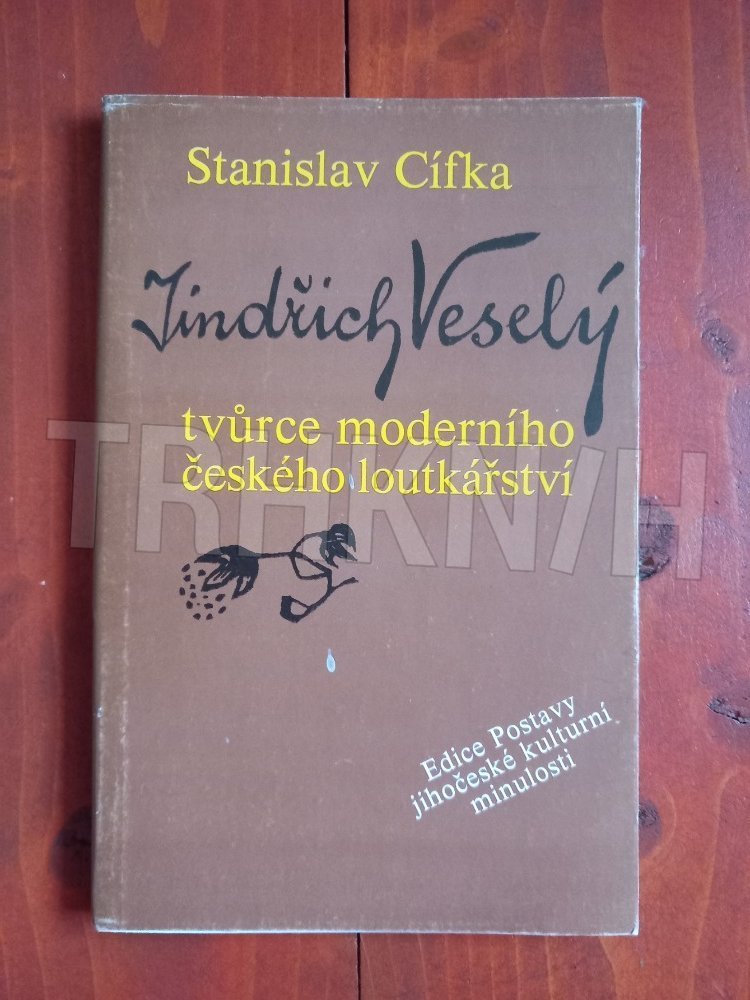 Stanislav Cífka
Jindřich Veselý
tvůrce moderního
českého loutkářství
TRHKNIH
Edice Postavy
jihočeské kulturní
minulosti